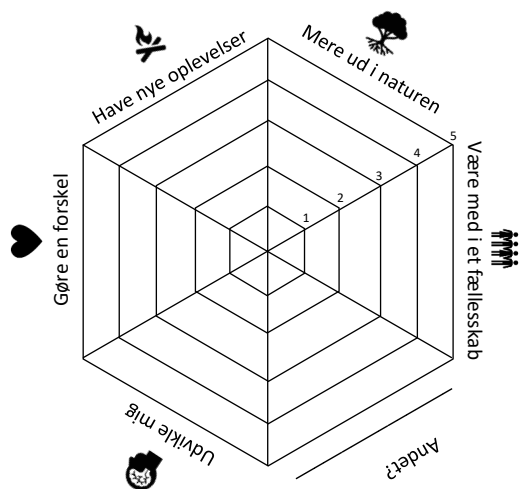 Have nye oplevelser
Mere ud i naturen
Være med i et fællesskab
Andet?
Udvikle mig
Gøre en forskel
5
4
3
2
1